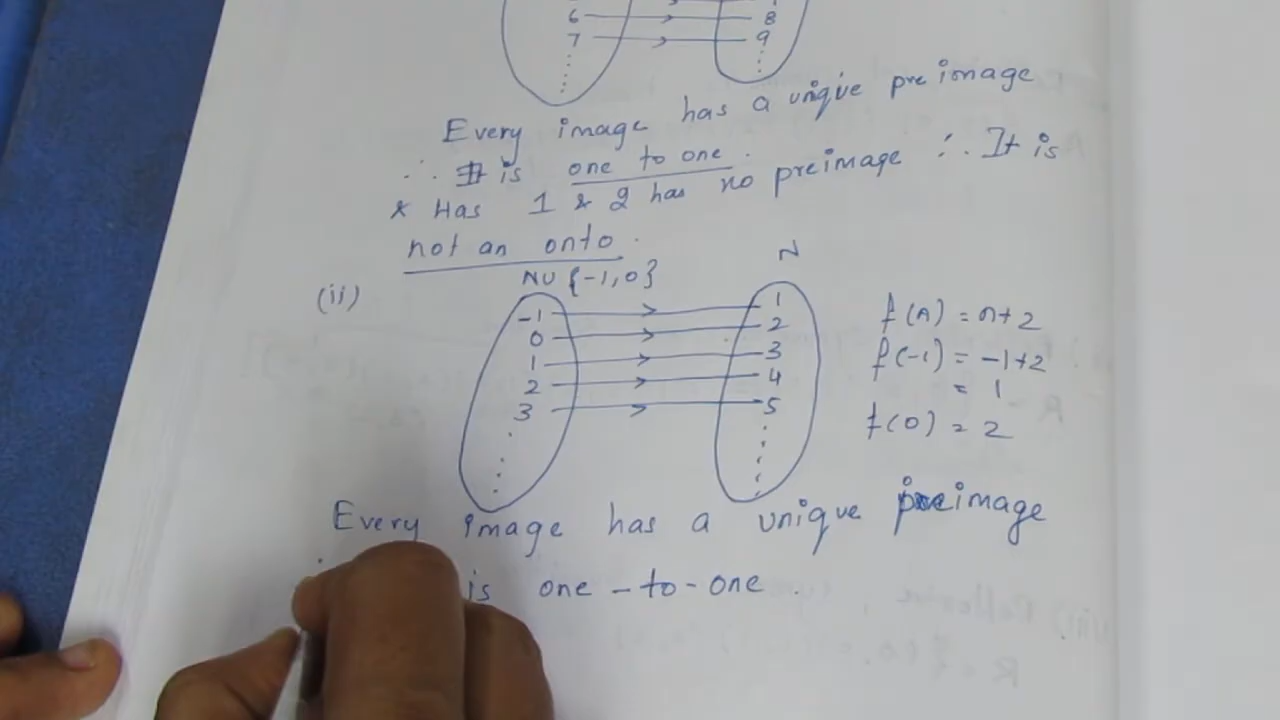 6 8
7 9
Every image has a unique preimage
∴ It is one to one.
* Has 1 & 2 has no preimage ∴ It is
not an onto.
N
(ii) NU {-1,0}
-1 1
0 2
1 3
2 4
3 5
f(n) = n+2
f(-1) = -1+2
= 1
f(0) = 2
Every image has a unique preimage
is one-to-one.